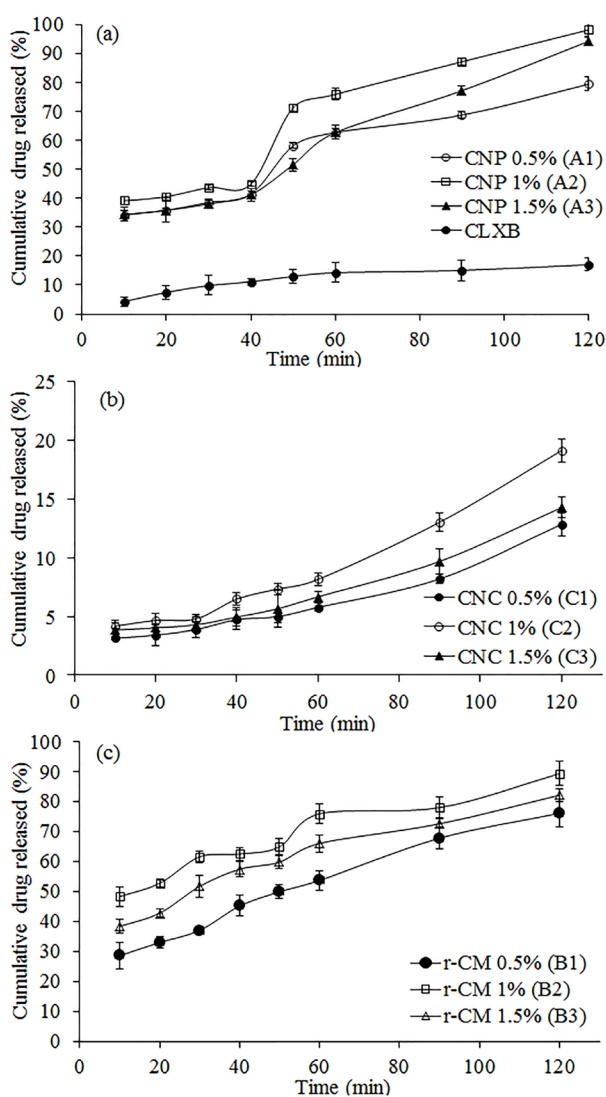 (a)
Cumulative drug released (%)
100
90
80
70
60
50
40
30
20
10
0
CNP 0.5% (A1)
CNP 1% (A2)
CNP 1.5% (A3)
CLXB
0 20 40 60 80 100 120
Time (min)
(b)
Cumulative drug released (%)
25
20
15
10
5
0
CNC 0.5% (C1)
CNC 1% (C2)
CNC 1.5% (C3)
0 20 40 60 80 100 120
Time (min)
(c)
Cumulative drug released (%)
100
90
80
70
60
50
40
30
20
10
0
r-CM 0.5% (B1)
r-CM 1% (B2)
r-CM 1.5% (B3)
0 20 40 60 80 100 120
Time (min)